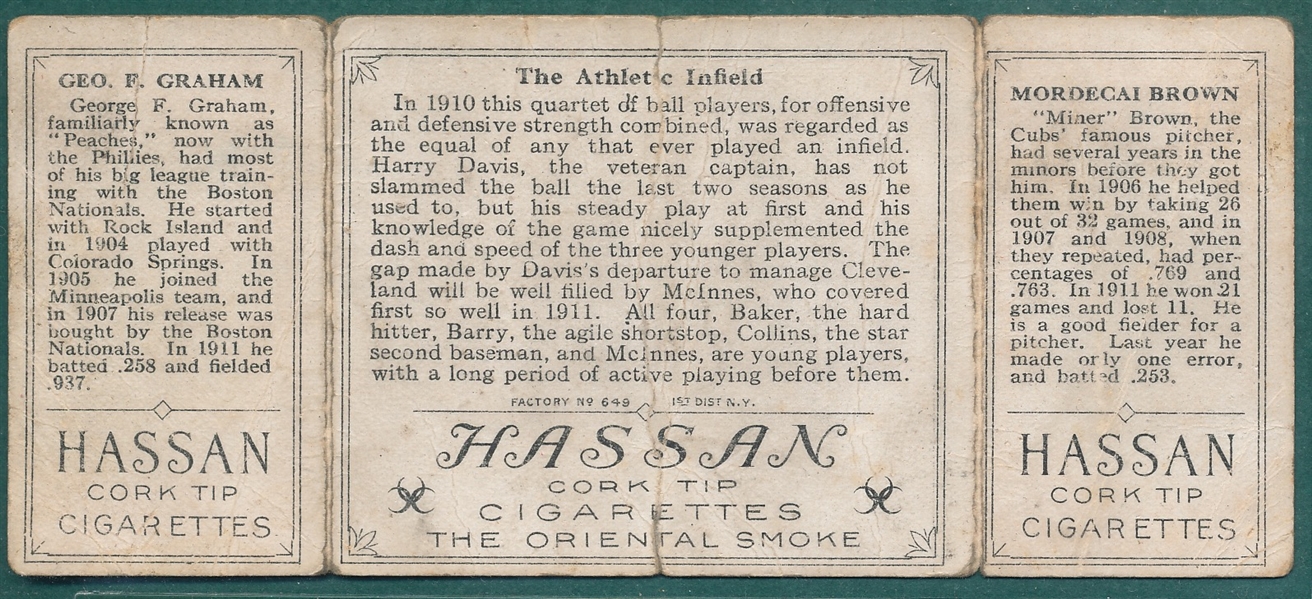 GEO. F. GRAHAM
George F. Graham,
familiarly known as
"Peaches," now with
the Phillies, had most
of his big league train-
ing with the Boston
Nationals. He started
with Rock Island and
in 1904 played with
Colorado Springs. In
1905 he joined the
Minneapolis team, and
in 1907 his release was
bought by the Boston
Nationals. In 1911 he
batted .258 and fielded
.937.
HASSAN
CORK TIP
CIGARETTES
The Athletic Infield
In 1910 this quartet of ball players, for offensive
and defensive strength combined, was regarded as
the equal of any that ever played an infield.
Harry Davis, the veteran captain, has not
slammed the ball the last two seasons as he
used to, but his steady play at first and his
knowledge of the game nicely supplemented the
dash and speed of the three younger players. The
gap made by Davis's departure to manage Cleve-
land will be well filled by McInnes, who covered
first so well in 1911. All four, Baker, the hard
hitter, Barry, the agile shortstop, Collins, the star
second baseman, and McInnes, are young players,
with a long period of active playing before them.
FACTORY Nº 649 1ST DIST N.Y.
HASSAN
CORK TIP
CIGARETTES
THE ORIENTAL SMOKE
MORDECAI BROWN
"Miner" Brown, the
Cubs' famous pitcher,
had several years in the
minors before they got
him. In 1906 he helped
them win by taking 26
out of 32 games, and in
1907 and 1908, when
they repeated, had per-
centages of .769 and
.763. In 1911 he won 21
games and lost 11. He
is a good fielder for a
pitcher. Last year he
made only one error,
and batted .253.
HASSAN
CORK TIP
CIGARETTES